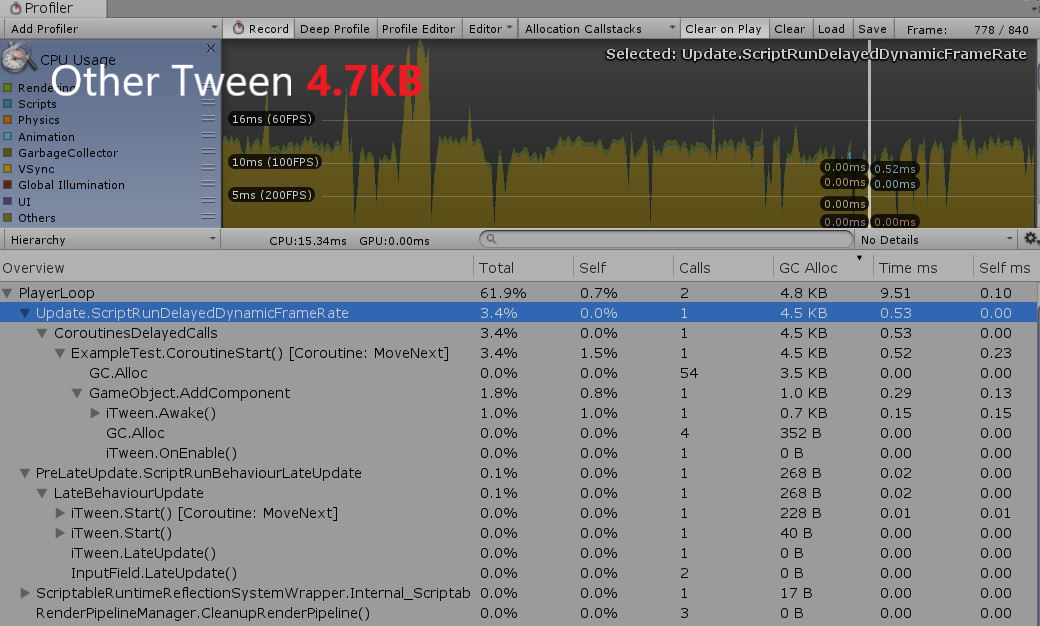 Profiler
Add Profiler Record Deep Profile Profile Editor Editor Allocation Callstacks Clear on Play Clear Load Save Frame: 778 / 840
CPU Usage
Selected: Update.ScriptRunDelayedDynamicFrameRate
Other Tween 4.7KB
Rendering
Scripts
Physics
Animation
GarbageCollector
VSync
Global Illumination
UI
Others
16ms (60FPS)
10ms (100FPS)
5ms (200FPS)
0.00ms 0.52ms
0.00ms 0.00ms
0.00ms
0.00ms 0.00ms
Hierarchy CPU:15.34ms GPU:0.00ms No Details
Overview Total Self Calls GC Alloc Time ms Self ms
PlayerLoop 61.9% 0.7% 2 4.8 KB 9.51 0.10
Update.ScriptRunDelayedDynamicFrameRate 3.4% 0.0% 1 4.5 KB 0.53 0.00
CoroutinesDelayedCalls 3.4% 0.0% 1 4.5 KB 0.53 0.00
ExampleTest.CoroutineStart() [Coroutine: MoveNext] 3.4% 1.5% 1 4.5 KB 0.52 0.23
GC.Alloc 0.0% 0.0% 54 3.5 KB 0.00 0.00
GameObject.AddComponent 1.8% 0.8% 1 1.0 KB 0.29 0.13
iTween.Awake() 1.0% 1.0% 1 0.7 KB 0.15 0.15
GC.Alloc 0.0% 0.0% 4 352 B 0.00 0.00
iTween.OnEnable() 0.0% 0.0% 1 0 B 0.00 0.00
PreLateUpdate.ScriptRunBehaviourLateUpdate 0.1% 0.0% 1 268 B 0.02 0.00
LateBehaviourUpdate 0.1% 0.0% 1 268 B 0.02 0.00
iTween.Start() [Coroutine: MoveNext] 0.0% 0.0% 1 228 B 0.01 0.01
iTween.Start() 0.0% 0.0% 1 40 B 0.00 0.00
iTween.LateUpdate() 0.0% 0.0% 1 0 B 0.00 0.00
InputField.LateUpdate() 0.0% 0.0% 2 0 B 0.00 0.00
ScriptableRuntimeReflectionSystemWrapper.Internal_Scriptab 0.0% 0.0% 1 17 B 0.00 0.00
RenderPipelineManager.CleanupRenderPipeline() 0.0% 0.0% 3 0 B 0.00 0.00